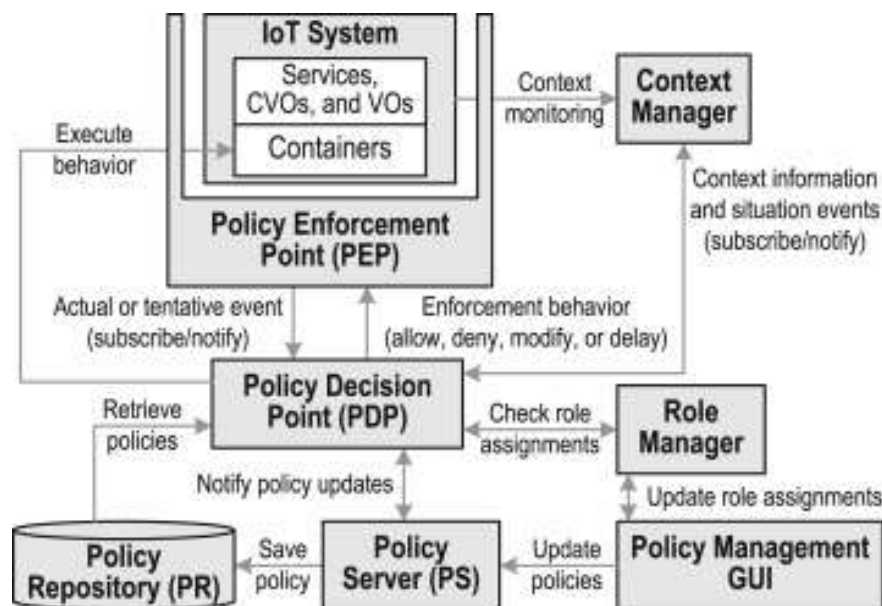 IoT System
Services,
CVOs, and VOs
Containers
Policy Enforcement
Point (PEP)
Context
monitoring
Context
Manager
Execute
behavior
Context information
and situation events
(subscribe/notify)
Actual or tentative event
(subscribe/notify)
Enforcement behavior
(allow, deny, modify, or delay)
Policy Decision
Point (PDP)
Retrieve
policies
Check role
assignments
Role
Manager
Notify policy updates
Update role assignments
Policy
Repository (PR)
Save
policy
Policy
Server (PS)
Update
policies
Policy Management
GUI